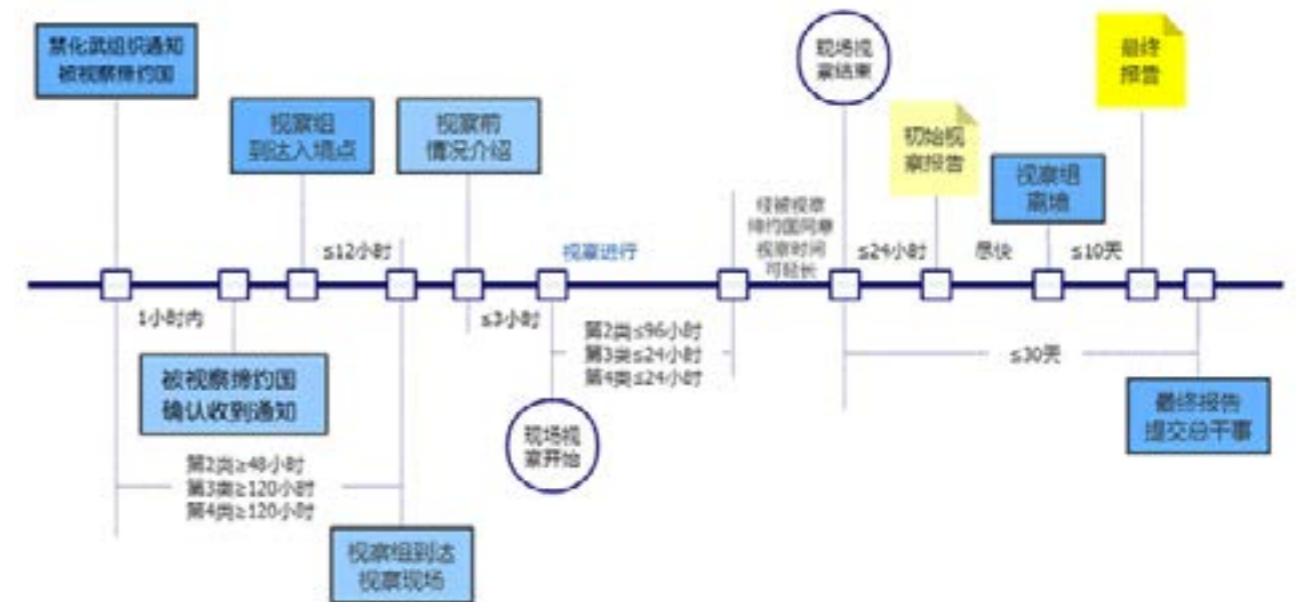 禁化武组织通知
被视察缔约国
视察组
到达入境点
视察前
情况介绍
现场视
察结束
初始视
察报告
最终
报告
视察组
离境
≤12小时
视察进行
经被视察
缔约国同意
视察时间
可延长
≤24小时
尽快
≤10天
1小时内
≤3小时
第2类≤96小时
第3类≤24小时
第4类≤24小时
≤30天
被视察缔约国
确认收到通知
现场视
察开始
最终报告
提交总干事
第2类≥48小时
第3类≥120小时
第4类≥120小时
视察组到达
视察现场